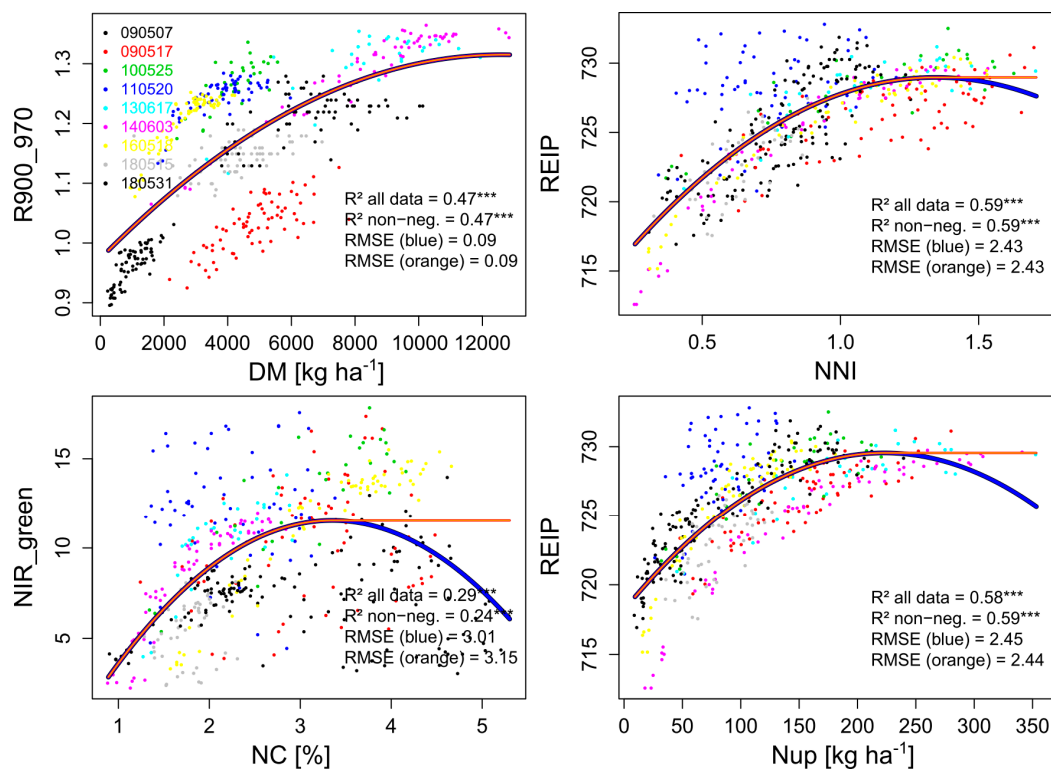 1.3
1.2
1.1
1.0
0.9
R900_970
090507
090517
100525
110520
130617
140603
160518
180515
180531
R² all data = 0.47***
R² non−neg. = 0.47***
RMSE (blue) = 0.09
RMSE (orange) = 0.09
0 2000 4000 6000 8000 10000 12000
DM [kg ha⁻¹]
730
725
720
715
REIP
R² all data = 0.59***
R² non−neg. = 0.59***
RMSE (blue) = 2.43
RMSE (orange) = 2.43
0.5 1.0 1.5
NNI
15
10
5
NIR_green
R² all data = 0.29***
R² non−neg. = 0.24***
RMSE (blue) = 3.01
RMSE (orange) = 3.15
1 2 3 4 5
NC [%]
730
725
720
715
REIP
R² all data = 0.58***
R² non−neg. = 0.59***
RMSE (blue) = 2.45
RMSE (orange) = 2.44
0 50 100 150 200 250 300 350
Nup [kg ha⁻¹]